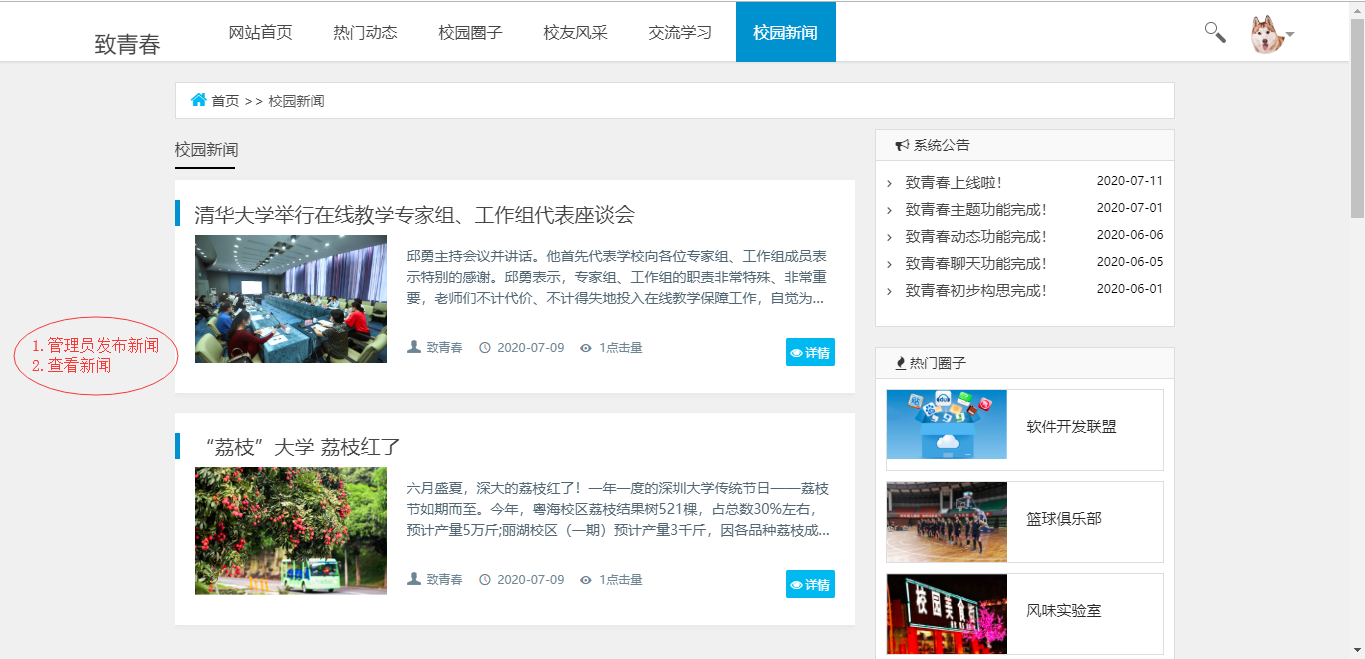 致青春
网站首页
热门动态
校园圈子
校友风采
交流学习
校园新闻
首页 >> 校园新闻
校园新闻
清华大学举行在线教学专家组、工作组代表座谈会
邱勇主持会议并讲话。他首先代表学校向各位专家组、工作组成员表
示特别的感谢。邱勇表示，专家组、工作组的职责非常特殊、非常重
要，老师们不计代价、不计得失地投入在线教学保障工作，自觉为...
致青春 2020-07-09 1点击量
详情
1.管理员发布新闻
2.查看新闻
“荔枝”大学 荔枝红了
六月盛夏，深大的荔枝红了！一年一度的深圳大学传统节日——荔枝
节如期而至。今年，粤海校区荔枝结果树521棵，占总数30%左右，
预计产量5万斤;丽湖校区（一期）预计产量3千斤，因各品种荔枝成...
致青春 2020-07-09 1点击量
详情
系统公告
致青春上线啦！ 2020-07-11
致青春主题功能完成！ 2020-07-01
致青春动态功能完成！ 2020-06-06
致青春聊天功能完成！ 2020-06-05
致青春初步构思完成！ 2020-06-01
热门圈子
软件开发联盟
篮球俱乐部
校园美食
风味实验室